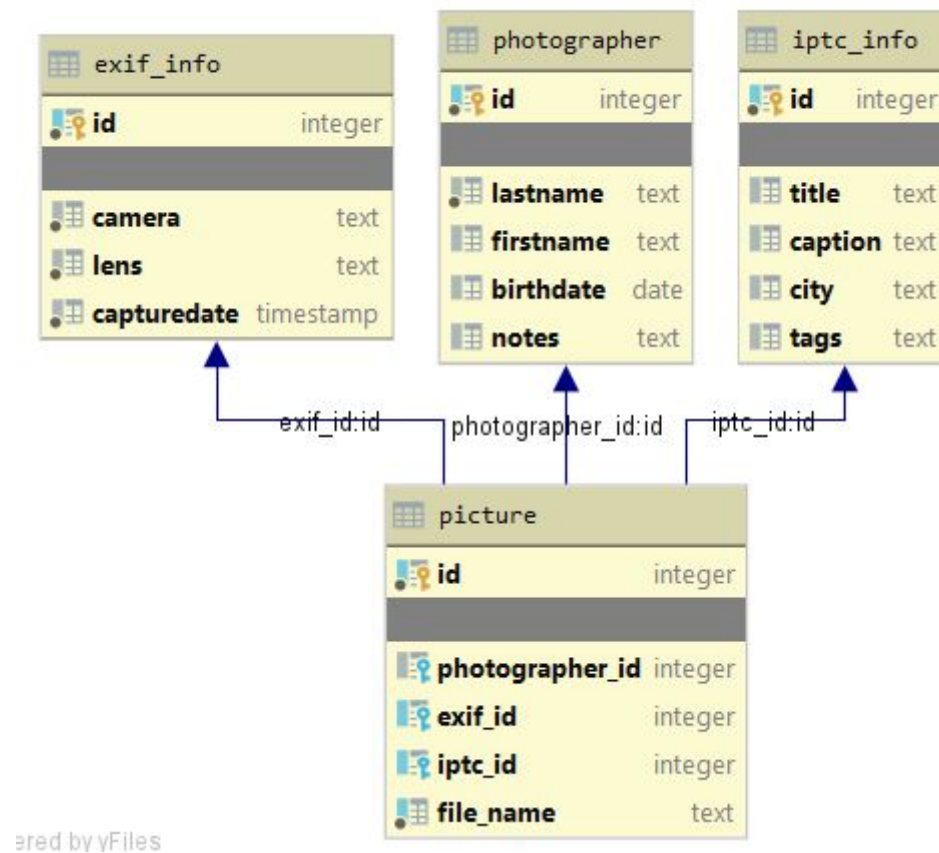 exif_info
id integer
camera text
lens text
capturedate timestamp
photographer
id integer
lastname text
firstname text
birthdate date
notes text
iptc_info
id integer
title text
caption text
city text
tags text
exif_id:id
photographer_id:id
iptc_id:id
picture
id integer
photographer_id integer
exif_id integer
iptc_id integer
file_name text
ered by yFiles